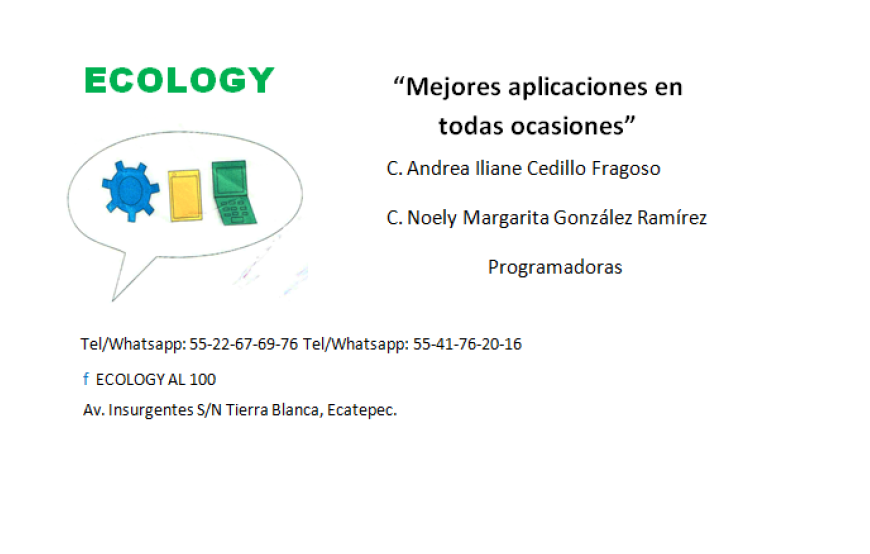 ECOLOGY
“Mejores aplicaciones en
todas ocasiones”
C. Andrea Iliane Cedillo Fragoso
C. Noely Margarita González Ramírez
Programadoras
Tel/Whatsapp: 55-22-67-69-76 Tel/Whatsapp: 55-41-76-20-16
f ECOLOGY AL 100
Av. Insurgentes S/N Tierra Blanca, Ecatepec.